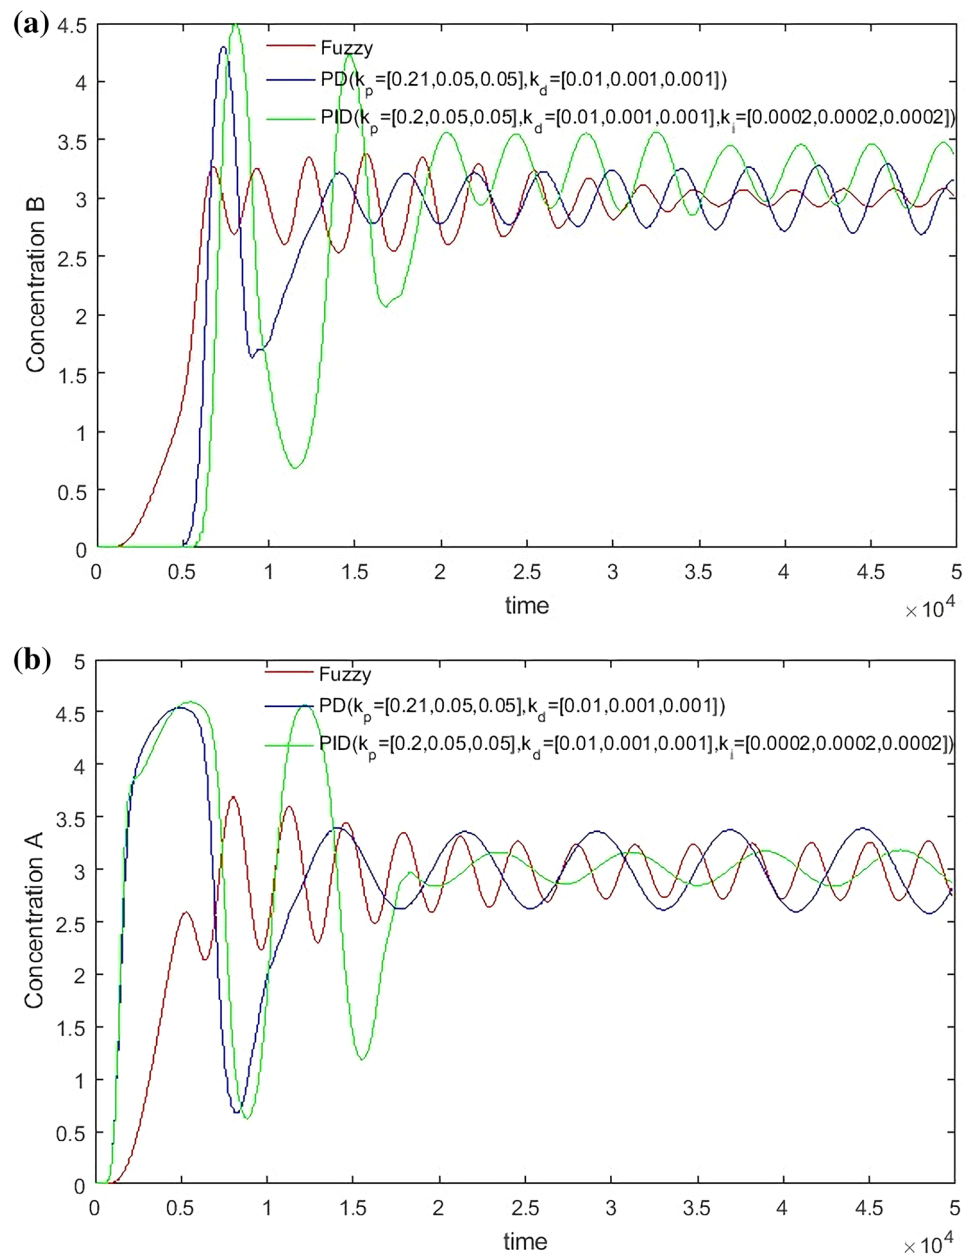 (a)
4.5
4
3.5
3
2.5
2
1.5
1
0.5
0
Concentration B
Fuzzy
PD(kp=[0.21,0.05,0.05],kd=[0.01,0.001,0.001])
PID(kp=[0.2,0.05,0.05],kd=[0.01,0.001,0.001],ki=[0.0002,0.0002,0.0002])
0 0.5 1 1.5 2 2.5 3 3.5 4 4.5 5
time
×10^4
(b)
5
4.5
4
3.5
3
2.5
2
1.5
1
0.5
0
Concentration A
Fuzzy
PD(kp=[0.21,0.05,0.05],kd=[0.01,0.001,0.001])
PID(kp=[0.2,0.05,0.05],kd=[0.01,0.001,0.001],ki=[0.0002,0.0002,0.0002])
0 0.5 1 1.5 2 2.5 3 3.5 4 4.5 5
time
×10^4